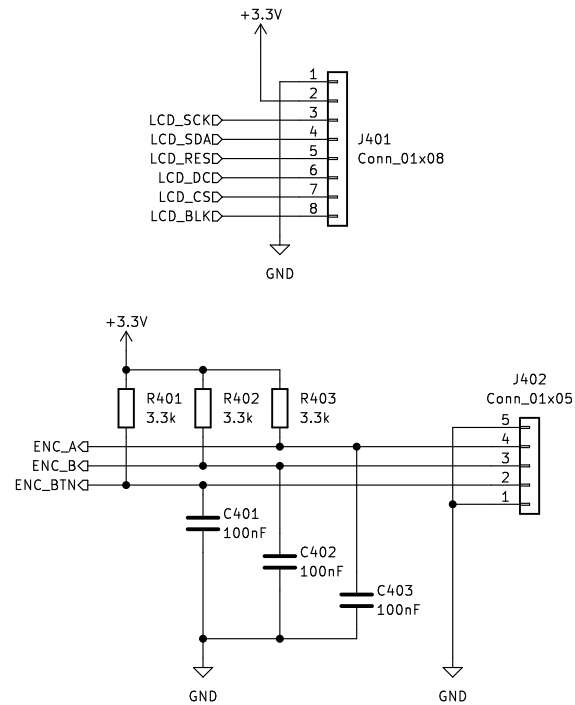 +3.3V
1
2
LCD_SCK 3
LCD_SDA 4
LCD_RES 5
LCD_DC 6
LCD_CS 7
LCD_BLK 8
J401
Conn_01x08
GND
+3.3V
R401
3.3k
R402
3.3k
R403
3.3k
J402
Conn_01x05
5
ENC_A 4
ENC_B 3
ENC_BTN 2
1
C401
100nF
C402
100nF
C403
100nF
GND
GND